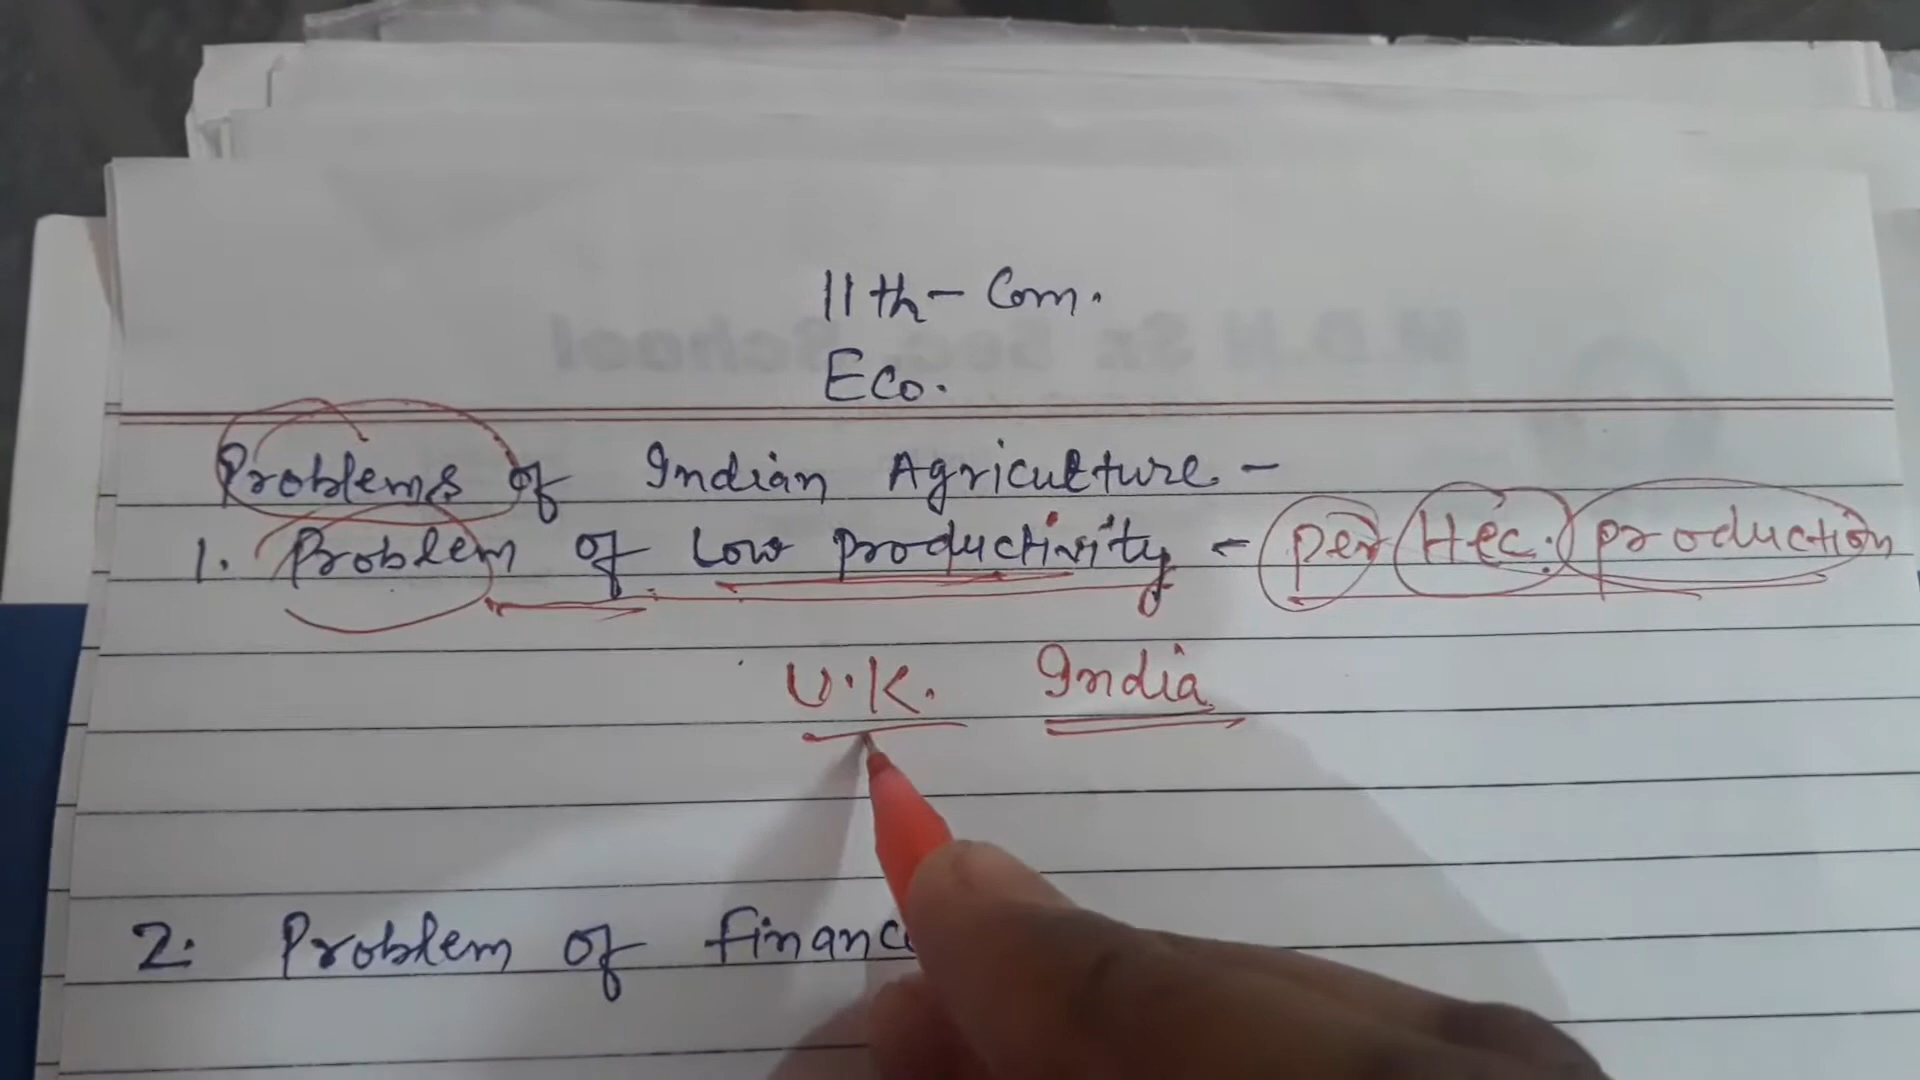 11th - Com.
Eco.
Problems of Indian Agriculture. -
1. Problem of Low productivity - per Hec. production
U.K. India
2. Problem of finance